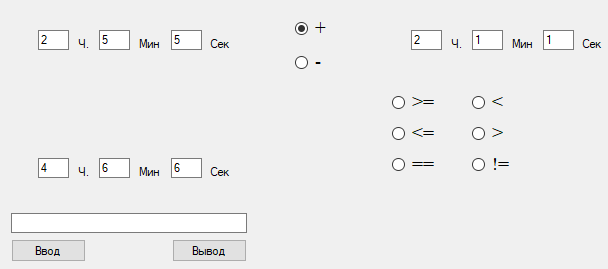 2 Ч. 5 Мин 5 Сек + 2 Ч. 1 Мин 1 Сек
-
>= <
<= >
== !=
4 Ч. 6 Мин 6 Сек
Ввод Вывод